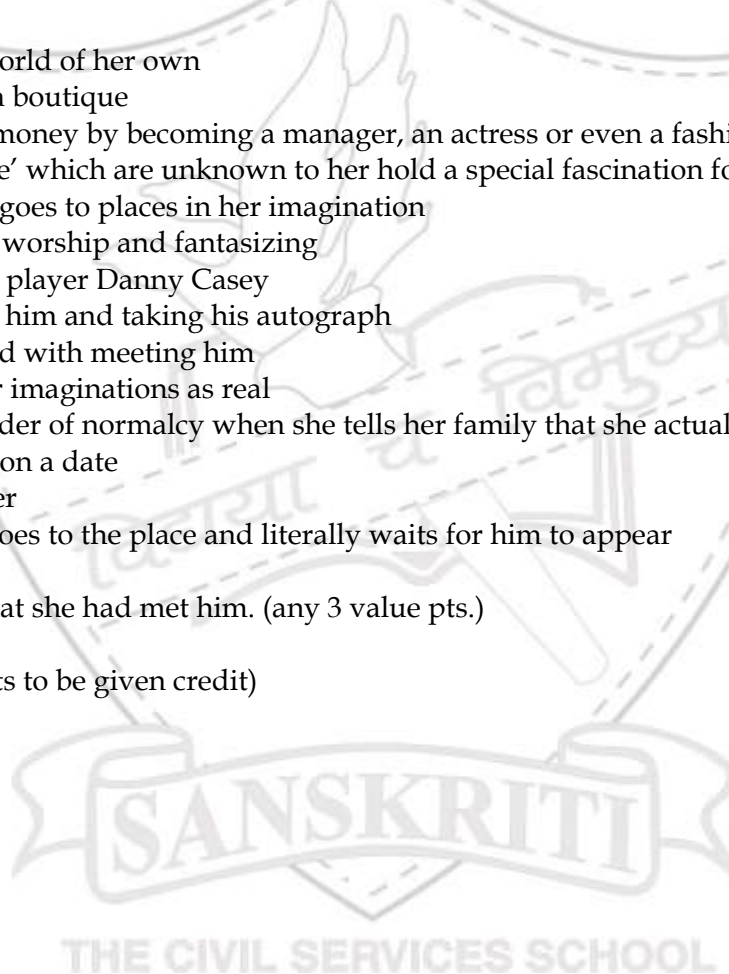 orld of her own
n boutique
money by becoming a manager, an actress or even a fashi
e’ which are unknown to her hold a special fascination fo
goes to places in her imagination
worship and fantasizing
player Danny Casey
him and taking his autograph
d with meeting him
r imaginations as real
der of normalcy when she tells her family that she actual
on a date
er
oes to the place and literally waits for him to appear
at she had met him. (any 3 value pts.)
ts to be given credit)
विद्यया च विमुच्य
SANSKRITI
THE CIVIL SERVICES SCHOOL